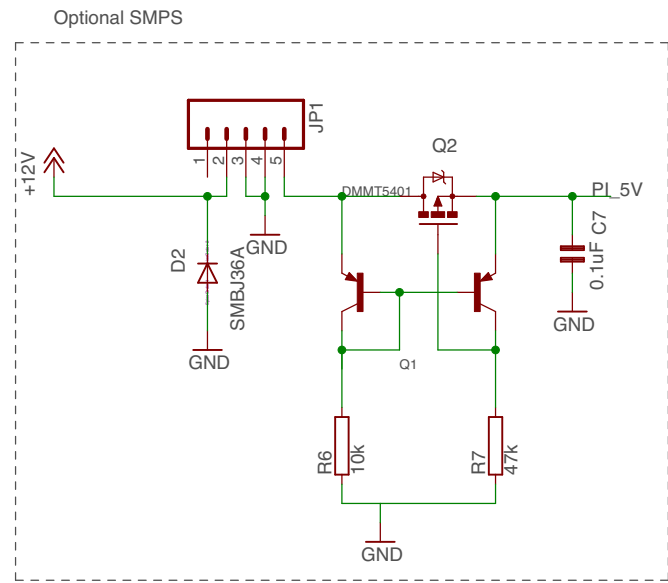 Optional SMPS
JP1
1
2
3
4
5
+12V
Q2
DMMT5401
PI_5V
D2
SMBJ36A
GND
C7
0.1uF
GND
GND
Q1
R6
10k
R7
47k
GND